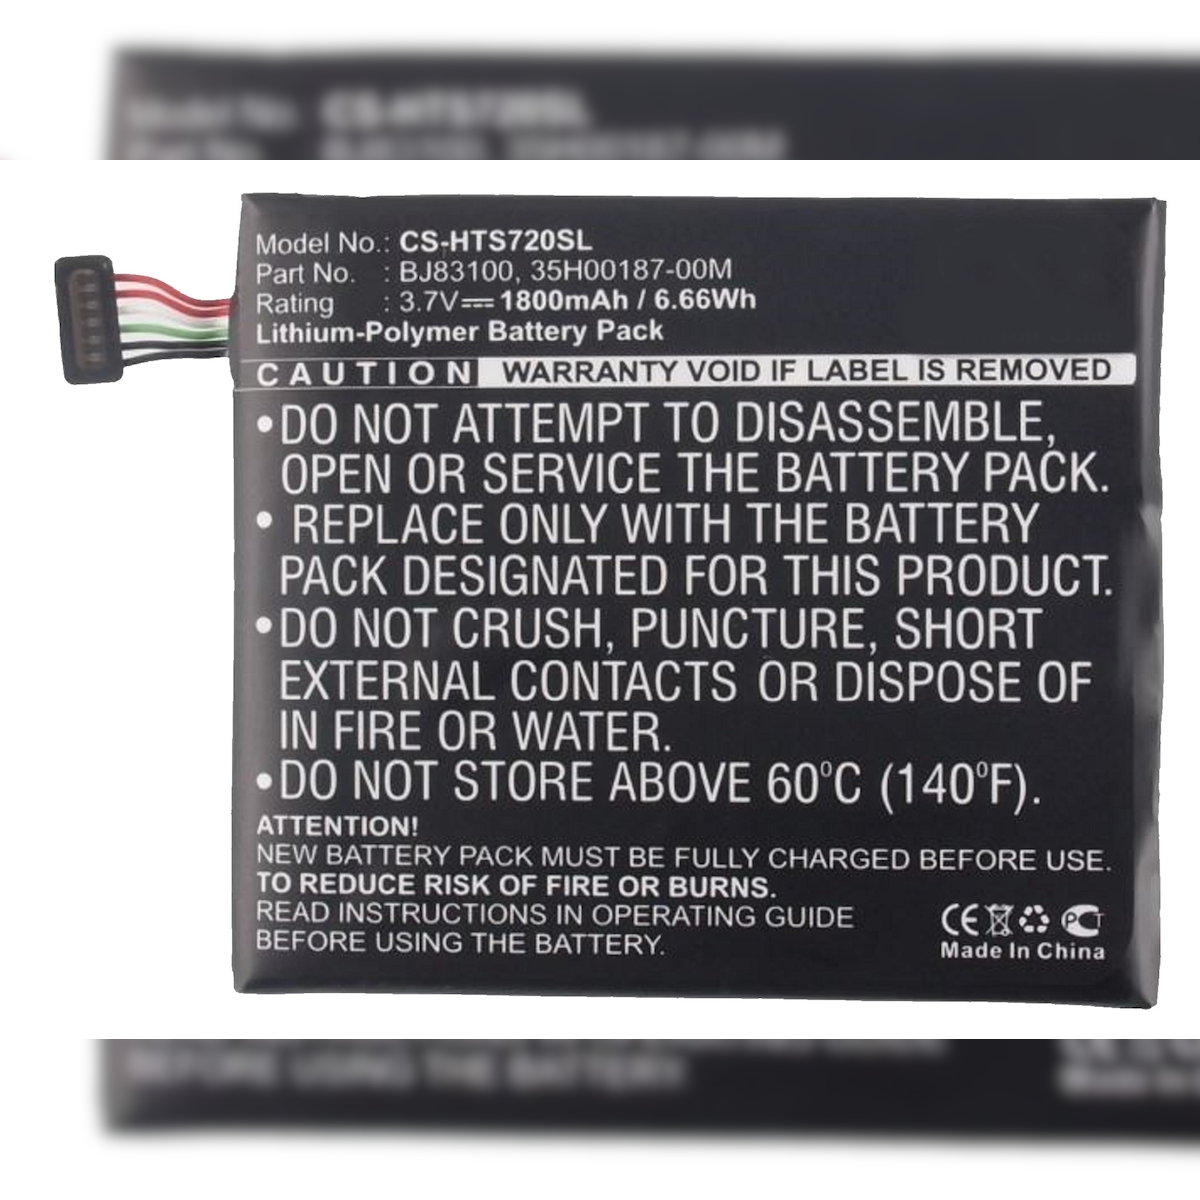 Model No.: CS-HTS720SL
Part No. : BJ83100, 35H00187-00M
Rating : 3.7V⎓1800mAh / 6.66Wh
Lithium-Polymer Battery Pack
CAUTION WARRANTY VOID IF LABEL IS REMOVED
•DO NOT ATTEMPT TO DISASSEMBLE,
OPEN OR SERVICE THE BATTERY PACK.
• REPLACE ONLY WITH THE BATTERY
PACK DESIGNATED FOR THIS PRODUCT.
•DO NOT CRUSH, PUNCTURE, SHORT
EXTERNAL CONTACTS OR DISPOSE OF
IN FIRE OR WATER.
•DO NOT STORE ABOVE 60⁰C (140⁰F).
ATTENTION!
NEW BATTERY PACK MUST BE FULLY CHARGED BEFORE USE.
TO REDUCE RISK OF FIRE OR BURNS.
READ INSTRUCTIONS IN OPERATING GUIDE
BEFORE USING THE BATTERY.
CE PCT
Made In China